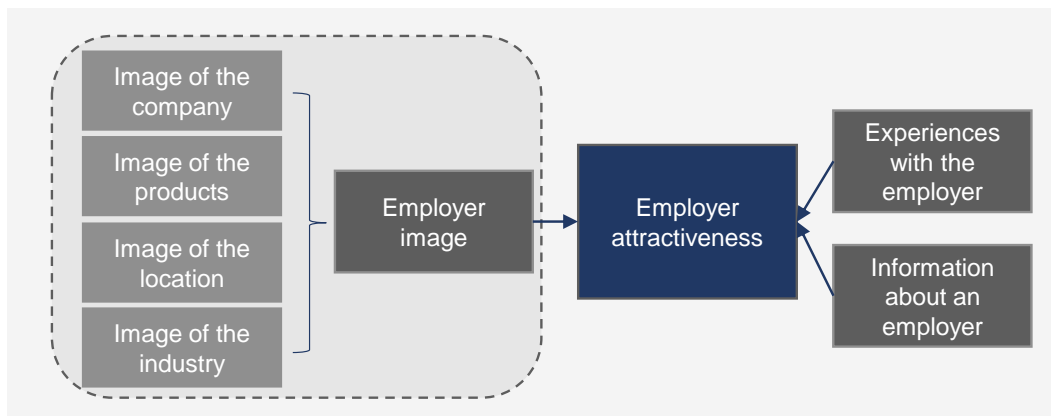 Image of the
company
Image of the
products
Image of the
location
Image of the
industry
Employer
image
Employer
attractiveness
Experiences
with the
employer
Information
about an
employer